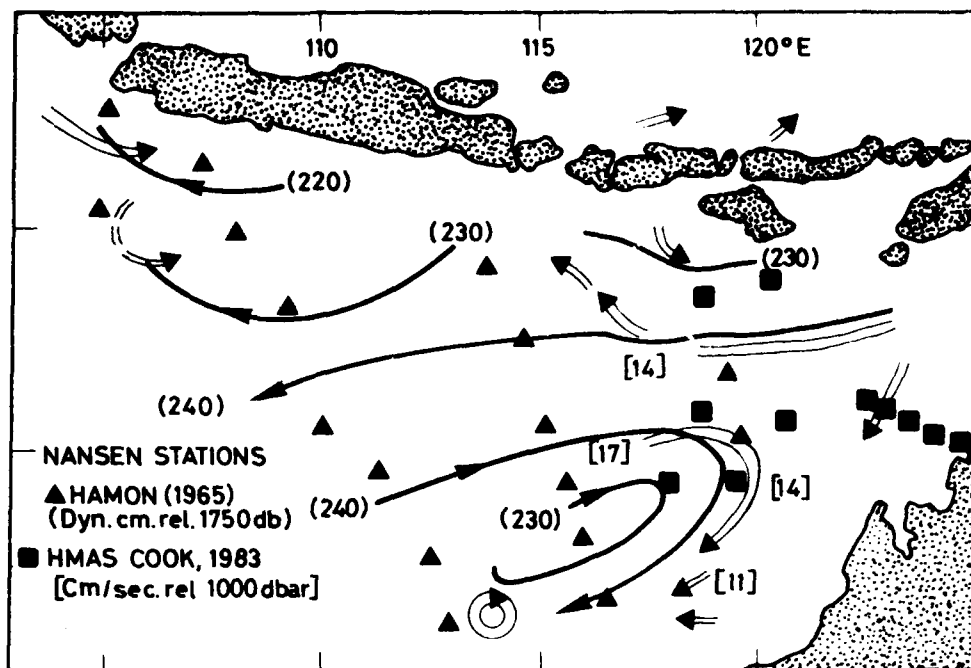 110 115 120°E
(220)
(230)
(230)
[14]
(240)
[17]
NANSEN STATIONS
[14]
▲ HAMON (1965)
(240)
(230)
(Dyn. cm. rel. 1750 db)
■ HMAS COOK, 1983
[11]
[Cm/sec. rel 1000 dbar]